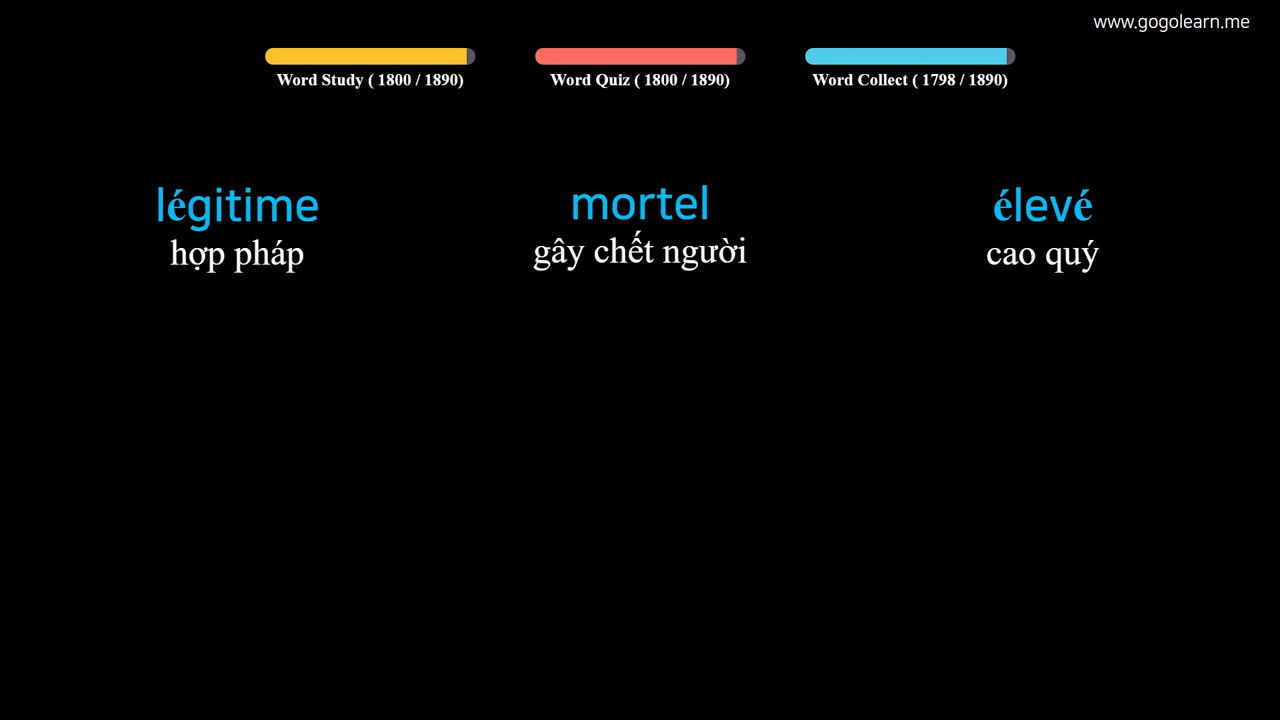 www.gogolearn.me
Word Study ( 1800 / 1890)
Word Quiz ( 1800 / 1890)
Word Collect ( 1798 / 1890)
légitime
hợp pháp
mortel
gây chết người
élevé
cao quý